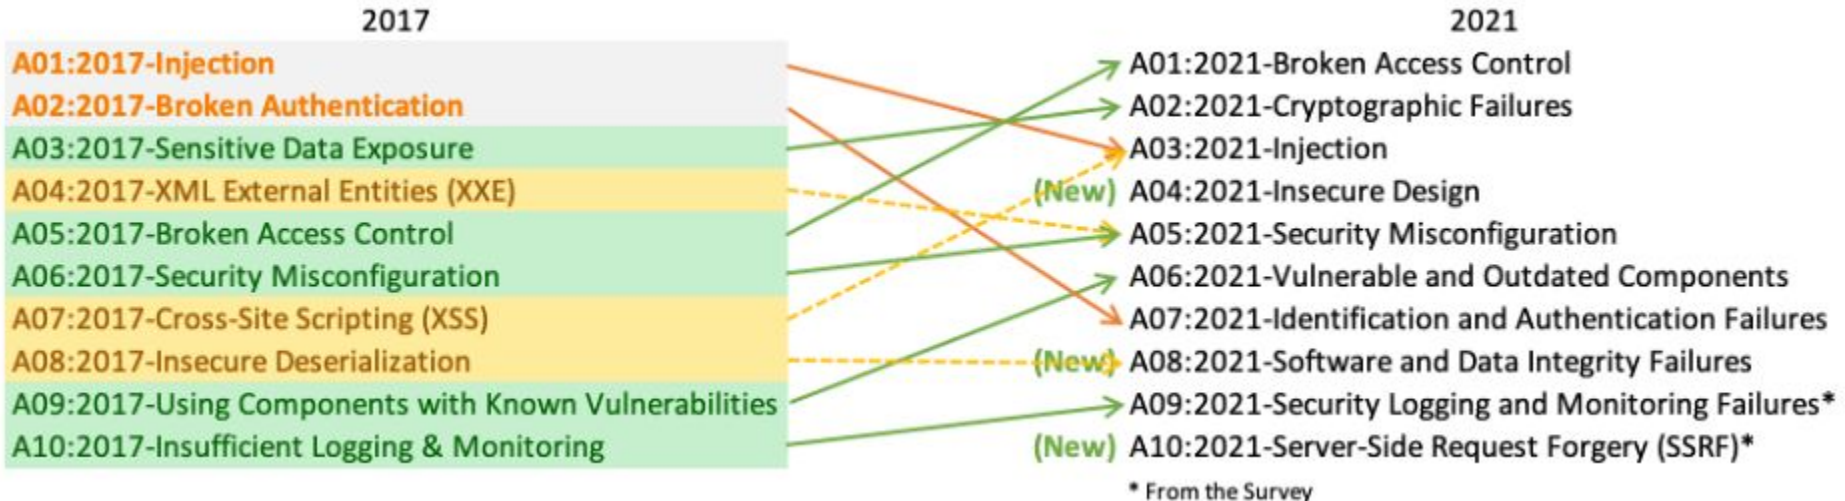 2017
A01:2017-Injection
A02:2017-Broken Authentication
A03:2017-Sensitive Data Exposure
A04:2017-XML External Entities (XXE)
A05:2017-Broken Access Control
A06:2017-Security Misconfiguration
A07:2017-Cross-Site Scripting (XSS)
A08:2017-Insecure Deserialization
A09:2017-Using Components with Known Vulnerabilities
A10:2017-Insufficient Logging & Monitoring
2021
A01:2021-Broken Access Control
A02:2021-Cryptographic Failures
A03:2021-Injection
(New) A04:2021-Insecure Design
A05:2021-Security Misconfiguration
A06:2021-Vulnerable and Outdated Components
A07:2021-Identification and Authentication Failures
(New) A08:2021-Software and Data Integrity Failures
A09:2021-Security Logging and Monitoring Failures*
(New) A10:2021-Server-Side Request Forgery (SSRF)*
* From the Survey